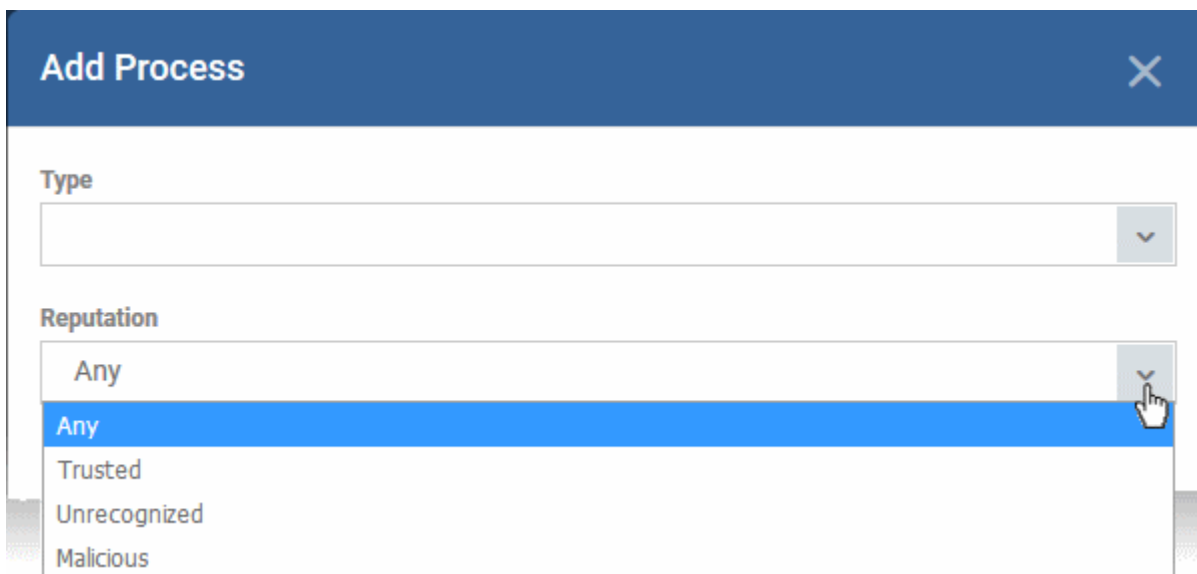 Add Process
Type
Reputation
Any
Any
Trusted
Unrecognized
Malicious